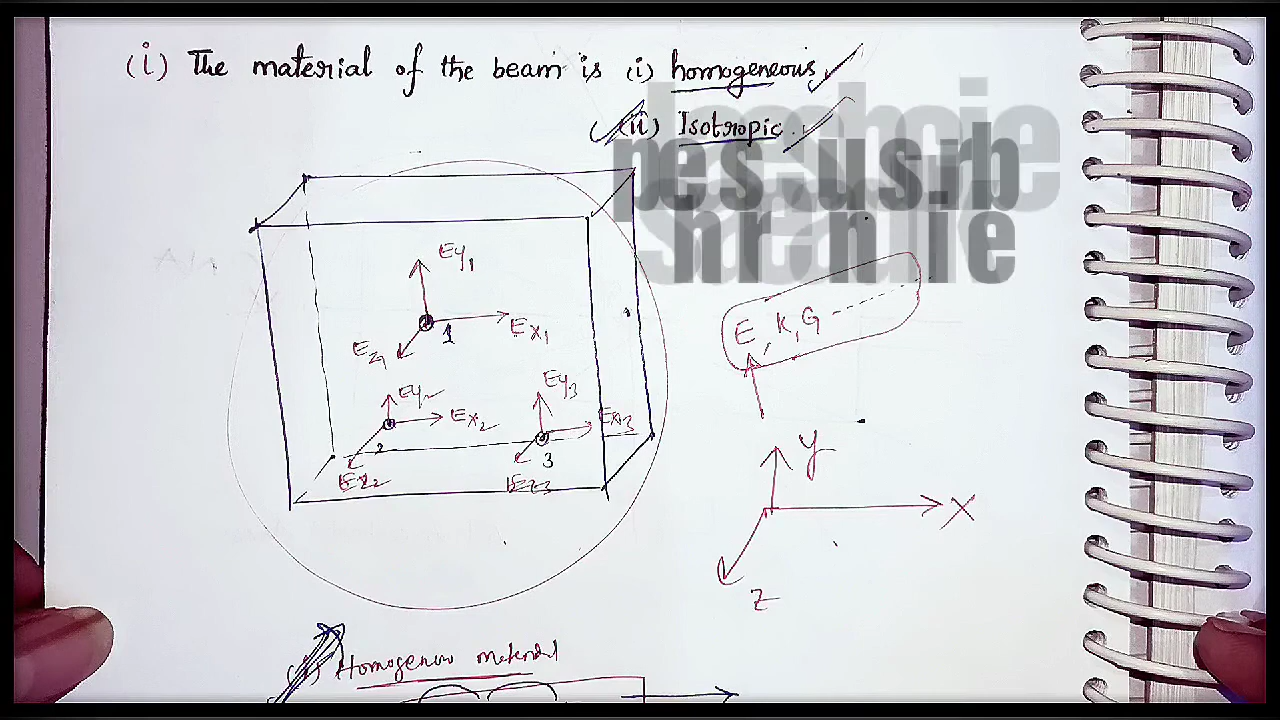 (i) The material of the beam is (i) homogeneous
(ii) Isotropic.
Ey1
Ex1
Ez1
1
Ey2
Ex2
Ez2
2
Ey3
Ex3
Ez3
3
E, K, G
y
x
z
(i) Homogenous material